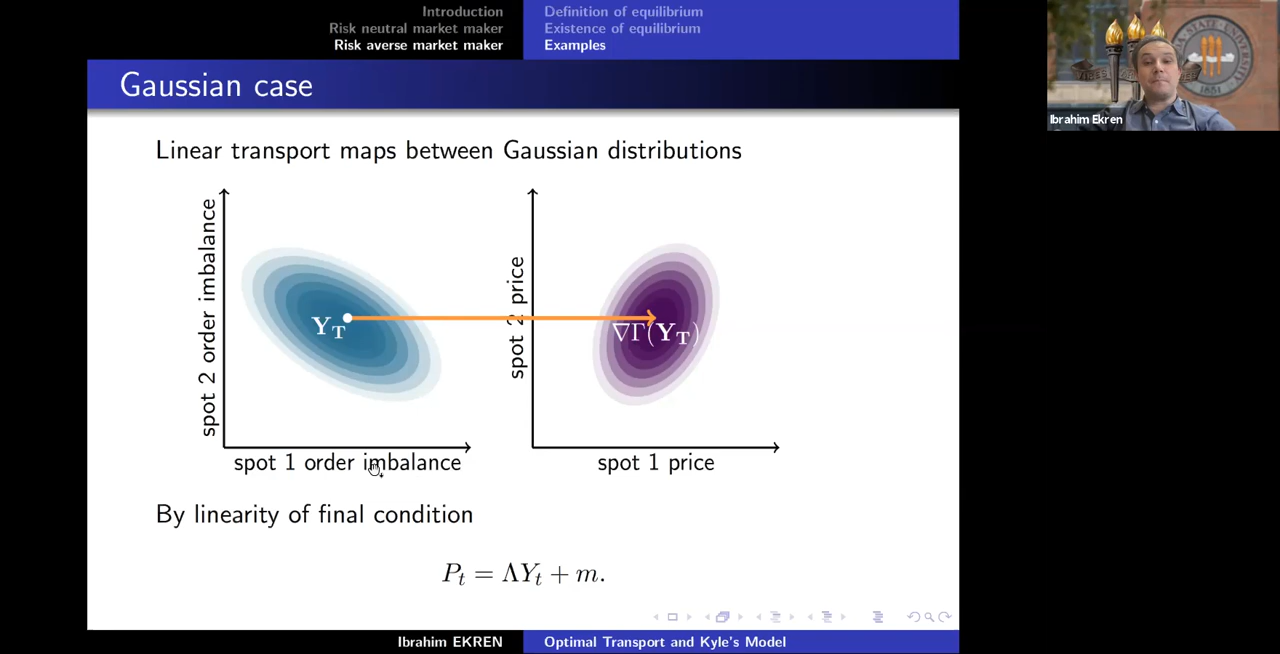 Introduction
Risk neutral market maker
Risk averse market maker
Definition of equilibrium
Existence of equilibrium
Examples
Gaussian case
Linear transport maps between Gaussian distributions
spot 2 order imbalance
Y_T
spot 1 order imbalance
spot 2 price
∇Γ(Y_T)
spot 1 price
By linearity of final condition
P_t = ΛY_t + m.
Ibrahim EKREN
Optimal Transport and Kyle's Model
Ibrahim Ekren
1851